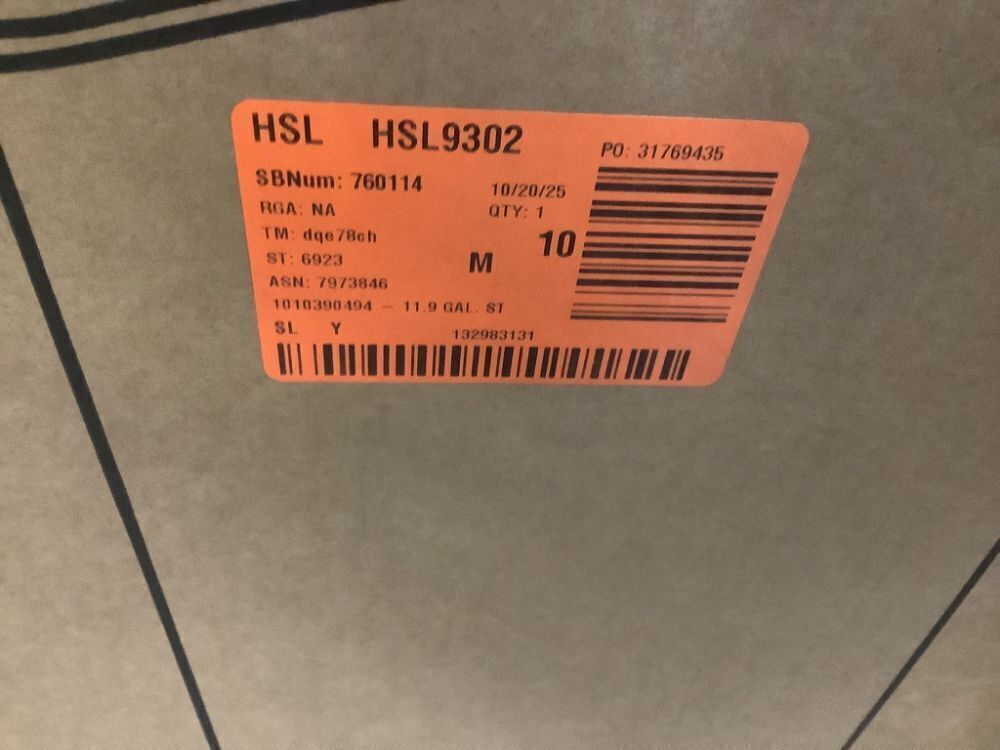 HSL HSL9302
PO: 31769435
SBNum: 760114
10/20/25
RGA: NA
QTY: 1
TM: dqe78ch
10
ST: 6923
M
ASN: 7973846
1010390494 - 11.9 GAL. ST
SL Y
132983131